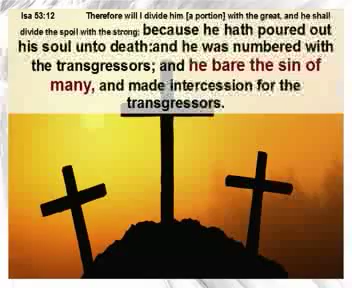 Isa 53:12 Therefore will I divide him [a portion] with the great, and he shall
divide the spoil with the strong; because he hath poured out
his soul unto death:and he was numbered with
the transgressors; and he bare the sin of
many, and made intercession for the
transgressors.